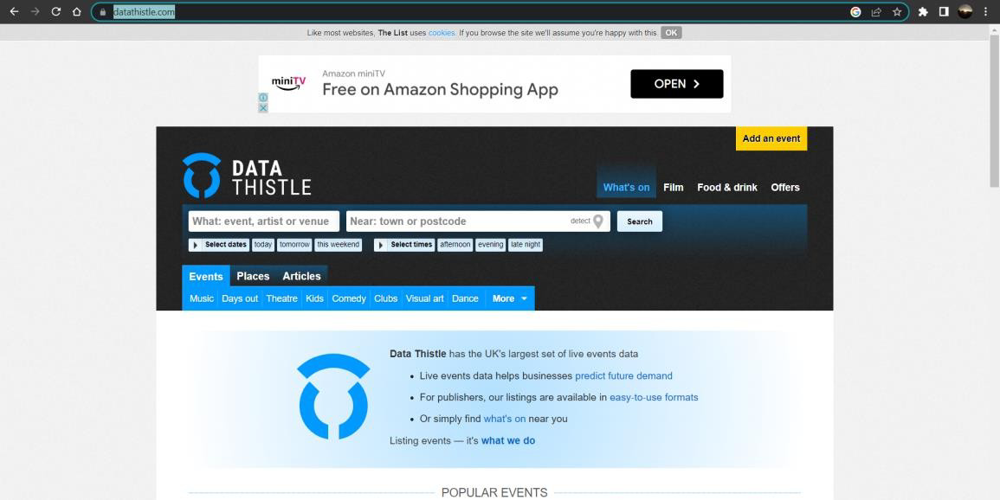 datathistle.com
Like most websites, The List uses cookies. If you browse the site we'll assume you're happy with this. OK
miniTV
Amazon miniTV
Free on Amazon Shopping App
OPEN
Add an event
DATA
THISTLE
What's on Film Food & drink Offers
What: event, artist or venue Near: town or postcode detect Search
Select dates today tomorrow this weekend Select times afternoon evening late night
Events Places Articles
Music Days out Theatre Kids Comedy Clubs Visual art Dance More
Data Thistle has the UK's largest set of live events data
• Live events data helps businesses predict future demand
• For publishers, our listings are available in easy-to-use formats
• Or simply find what's on near you
Listing events — it's what we do
POPULAR EVENTS